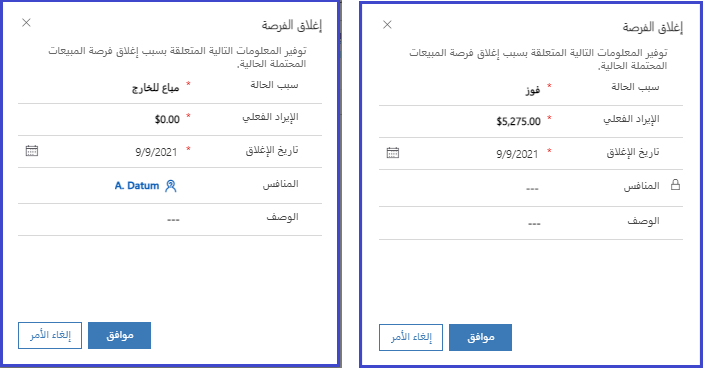 إغلاق الفرصة
توفير المعلومات التالية المتعلقة بسبب إغلاق فرصة المبيعات
المحتملة الحالية.
سبب الحالة * فوز
الإيراد الفعلي * $5,275.00
تاريخ الإغلاق * 9/9/2021
المنافس ---
الوصف ---
موافق
إلغاء الأمر
إغلاق الفرصة
توفير المعلومات التالية المتعلقة بسبب إغلاق فرصة المبيعات
المحتملة الحالية.
سبب الحالة * مباع للخارج
الإيراد الفعلي * $0.00
تاريخ الإغلاق * 9/9/2021
المنافس A. Datum
الوصف ---
موافق
إلغاء الأمر